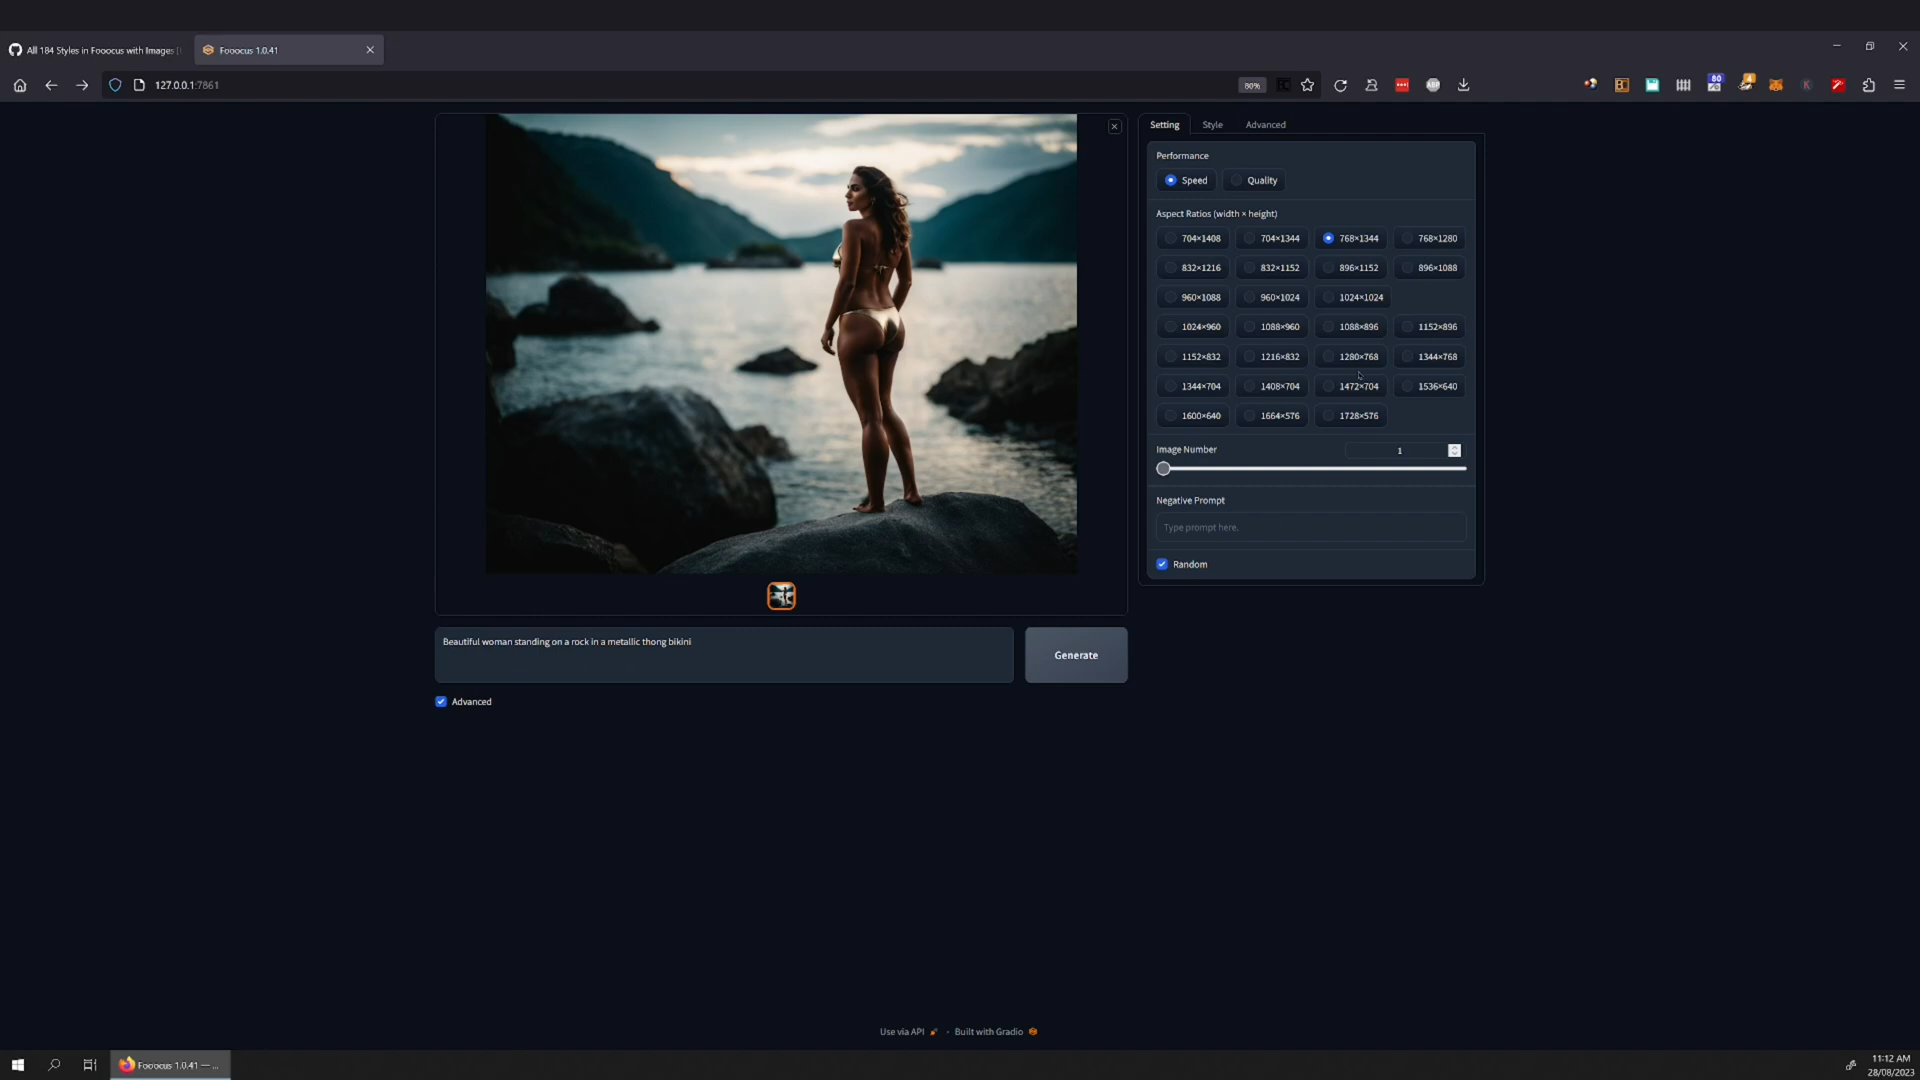 All 184 Styles in Fooocus with Images
Fooocus 1.0.41
127.0.0.1:7861
80%
80
4
Setting Style Advanced
Performance
Speed Quality
Aspect Ratios (width × height)
704×1408 704×1344 768×1344 768×1280
832×1216 832×1152 896×1152 896×1088
960×1088 960×1024 1024×1024
1024×960 1088×960 1088×896 1152×896
1152×832 1216×832 1280×768 1344×768
1344×704 1408×704 1472×704 1536×640
1600×640 1664×576 1728×576
Image Number 1
Negative Prompt
Type prompt here.
Random
Beautiful woman standing on a rock in a metallic thong bikini
Generate
Advanced
Use via API · Built with Gradio
Fooocus 1.0.41 — ...
11:12 AM
28/08/2023